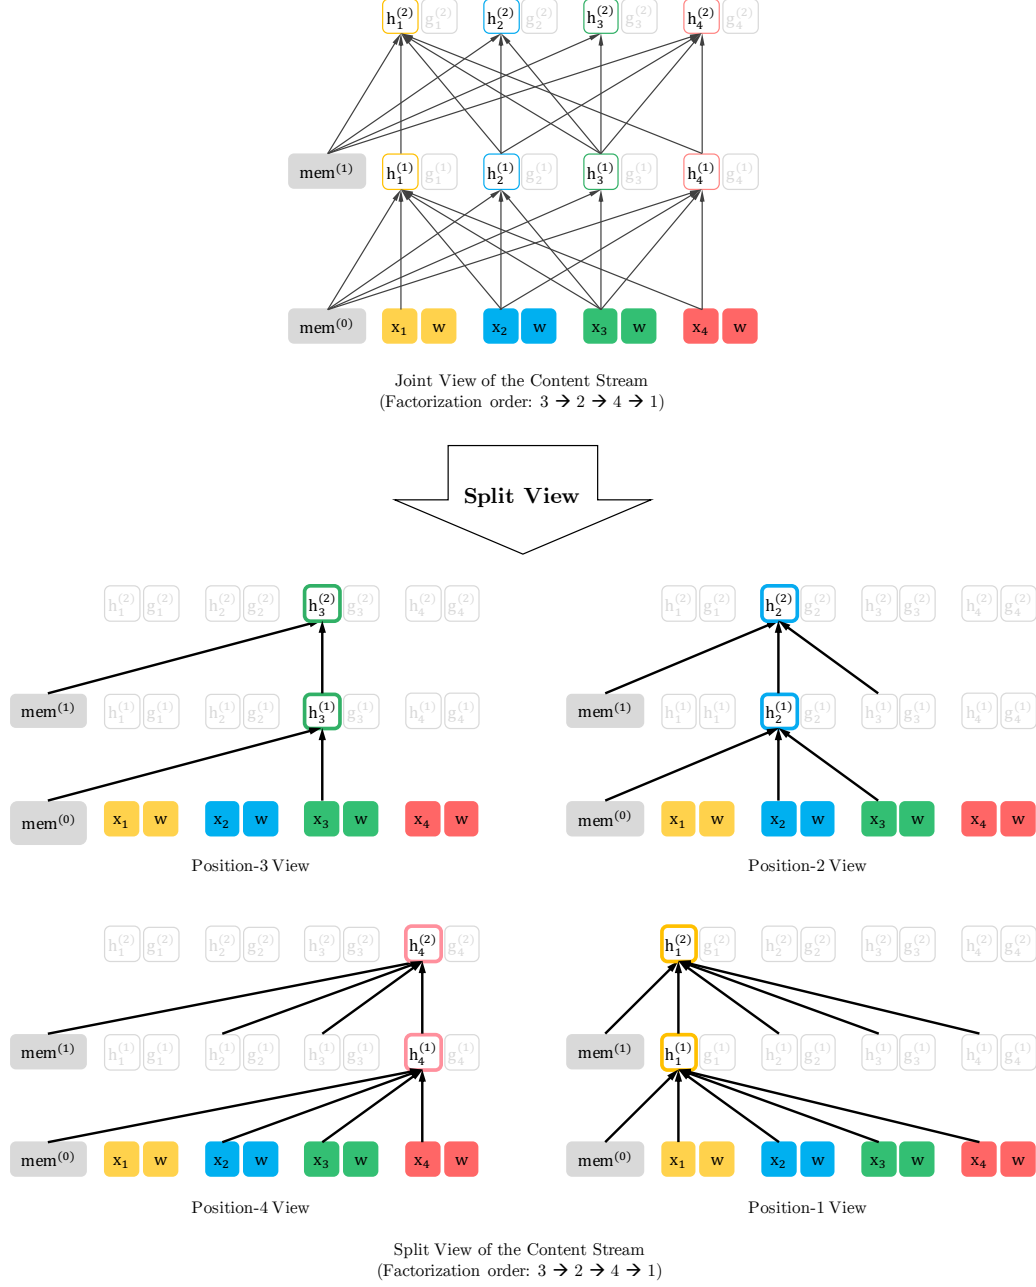 h₁⁽²⁾ g₁⁽²⁾ h₂⁽²⁾ g₂⁽²⁾ h₃⁽²⁾ g₃⁽²⁾ h₄⁽²⁾ g₄⁽²⁾
mem⁽¹⁾ h₁⁽¹⁾ g₁⁽¹⁾ h₂⁽¹⁾ g₂⁽¹⁾ h₃⁽¹⁾ g₃⁽¹⁾ h₄⁽¹⁾ g₄⁽¹⁾
mem⁽⁰⁾ x₁ w x₂ w x₃ w x₄ w
Joint View of the Content Stream
(Factorization order: 3 → 2 → 4 → 1)
Split View
h₁⁽²⁾ g₁⁽²⁾ h₂⁽²⁾ g₂⁽²⁾ h₃⁽²⁾ g₃⁽²⁾ h₄⁽²⁾ g₄⁽²⁾
mem⁽¹⁾ h₁⁽¹⁾ g₁⁽¹⁾ h₂⁽¹⁾ g₂⁽¹⁾ h₃⁽¹⁾ g₃⁽¹⁾ h₄⁽¹⁾ g₄⁽¹⁾
mem⁽⁰⁾ x₁ w x₂ w x₃ w x₄ w
Position-3 View
h₁⁽²⁾ g₁⁽²⁾ h₂⁽²⁾ g₂⁽²⁾ h₃⁽²⁾ g₃⁽²⁾ h₄⁽²⁾ g₄⁽²⁾
mem⁽¹⁾ h₁⁽¹⁾ h₁⁽¹⁾ h₂⁽¹⁾ g₂⁽¹⁾ h₃⁽¹⁾ g₃⁽¹⁾ h₄⁽¹⁾ g₄⁽¹⁾
mem⁽⁰⁾ x₁ w x₂ w x₃ w x₄ w
Position-2 View
h₁⁽²⁾ g₁⁽²⁾ h₂⁽²⁾ g₂⁽²⁾ h₃⁽²⁾ g₃⁽²⁾ h₄⁽²⁾ g₄⁽²⁾
mem⁽¹⁾ h₁⁽¹⁾ g₁⁽¹⁾ h₂⁽¹⁾ g₂⁽¹⁾ h₃⁽¹⁾ g₃⁽¹⁾ h₄⁽¹⁾ g₄⁽¹⁾
mem⁽⁰⁾ x₁ w x₂ w x₃ w x₄ w
Position-4 View
h₁⁽²⁾ g₁⁽²⁾ h₂⁽²⁾ g₂⁽²⁾ h₃⁽²⁾ g₃⁽²⁾ h₄⁽²⁾ g₄⁽²⁾
mem⁽¹⁾ h₁⁽¹⁾ g₁⁽¹⁾ h₂⁽¹⁾ g₂⁽¹⁾ h₃⁽¹⁾ g₃⁽¹⁾ h₄⁽¹⁾ g₄⁽¹⁾
mem⁽⁰⁾ x₁ w x₂ w x₃ w x₄ w
Position-1 View
Split View of the Content Stream
(Factorization order: 3 → 2 → 4 → 1)